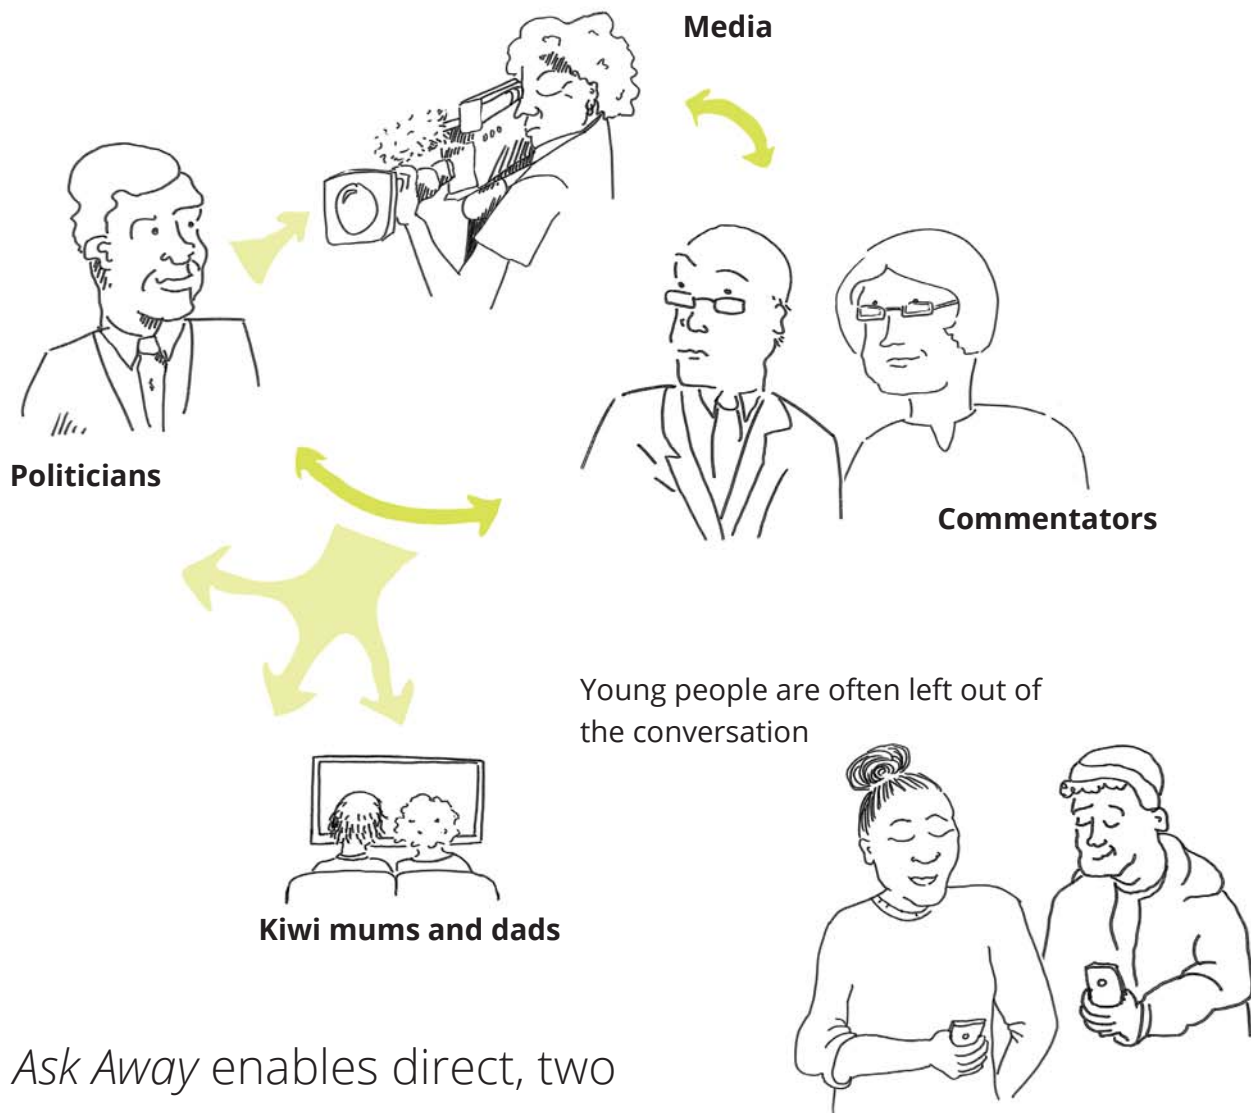 Media
Politicians
Commentators
Young people are often left out of
the conversation
Kiwi mums and dads
Ask Away enables direct, two